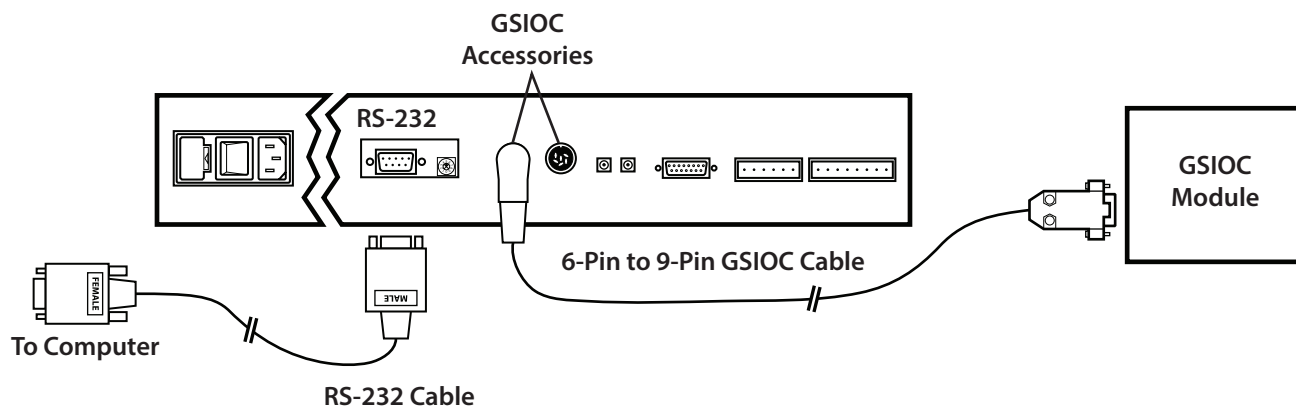 GSIOC
Accessories
RS-232
GSIOC
Module
6-Pin to 9-Pin GSIOC Cable
FEMALE
MALE
To Computer
RS-232 Cable